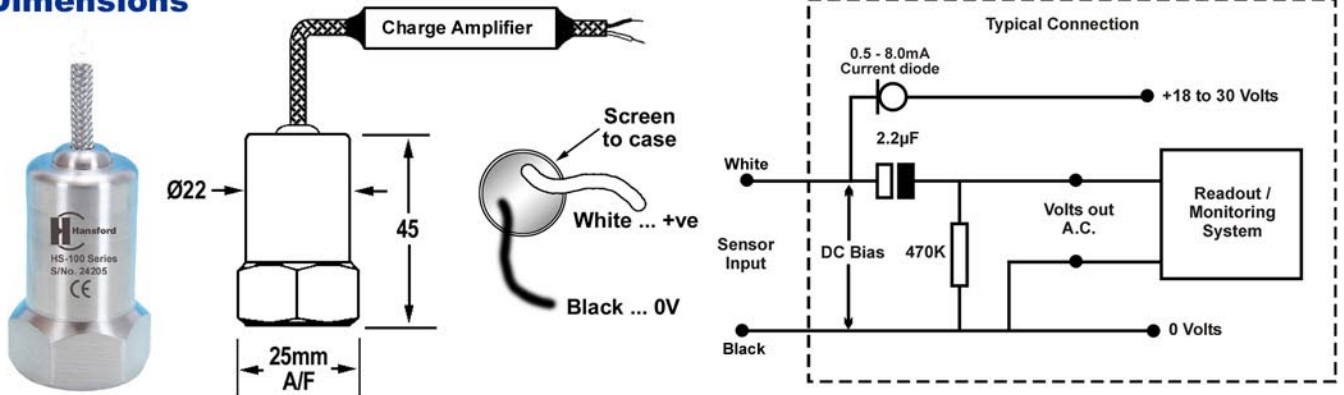 Dimensions
Hansford
HS-100 Series
S/No. 24205
CE
Charge Amplifier
Ø22
45
25mm
A/F
Screen
to case
White ... +ve
Black ... 0V
Typical Connection
0.5 - 8.0mA
Current diode
+18 to 30 Volts
2.2µF
White
Sensor
Input
DC Bias
470K
Volts out
A.C.
Readout /
Monitoring
System
Black
0 Volts